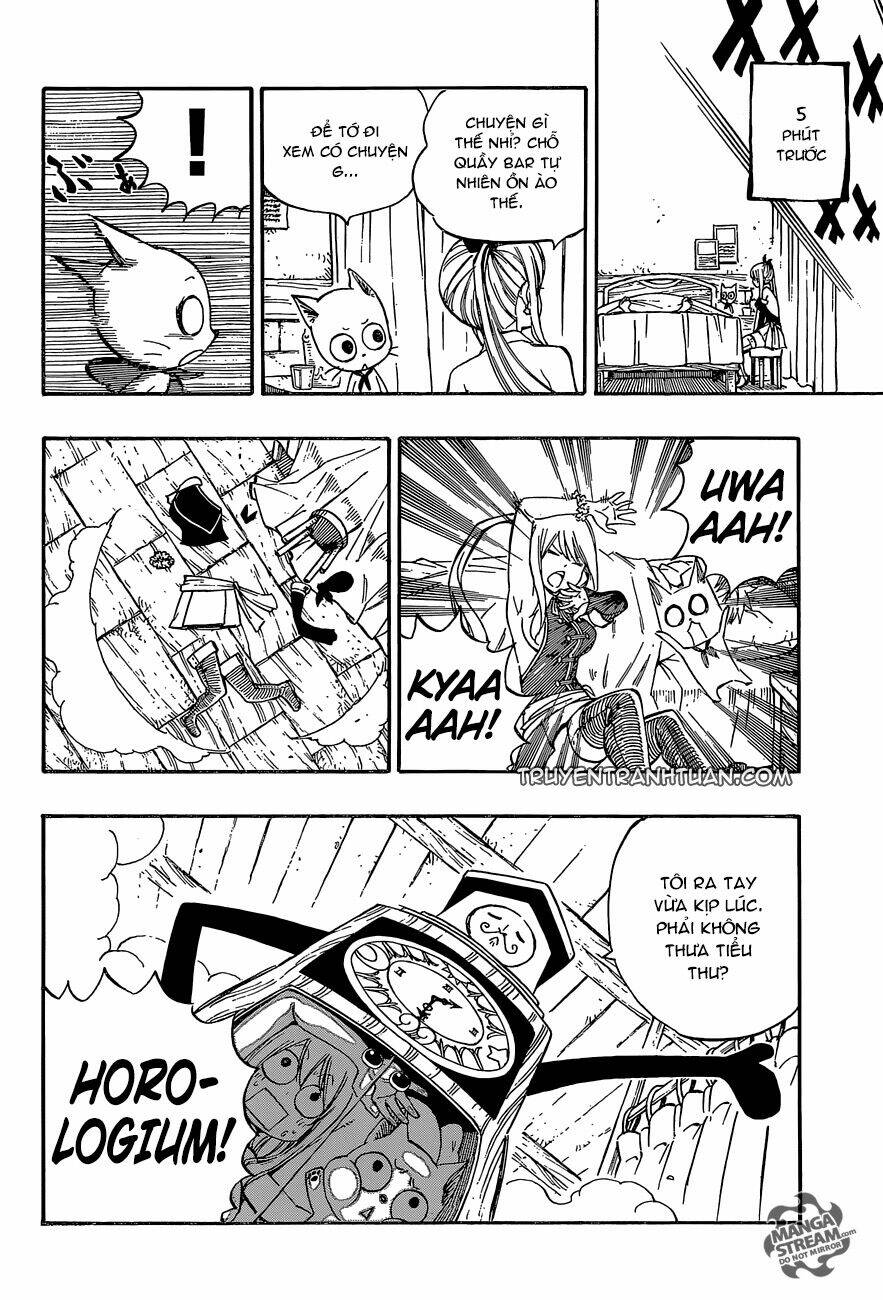 5
PHÚT
TRƯỚC
CHUYỆN GÌ
THẾ NHỈ? CHỖ
QUẦY BAR TỰ
NHIÊN ỒN ÀO
THẾ.
ĐỂ TỚ ĐI
XEM CÓ CHUYỆN
G...
!
UWA
AAH!
KYAA
AAH!
TRUYENTRANHTUAN.COM
TÔI RA TAY
VỪA KỊP LÚC.
PHẢI KHÔNG
THƯA TIỂU
THƯ?
HORO-
LOGIUM!
MANGA
STREAM.COM
DO NOT MIRROR!